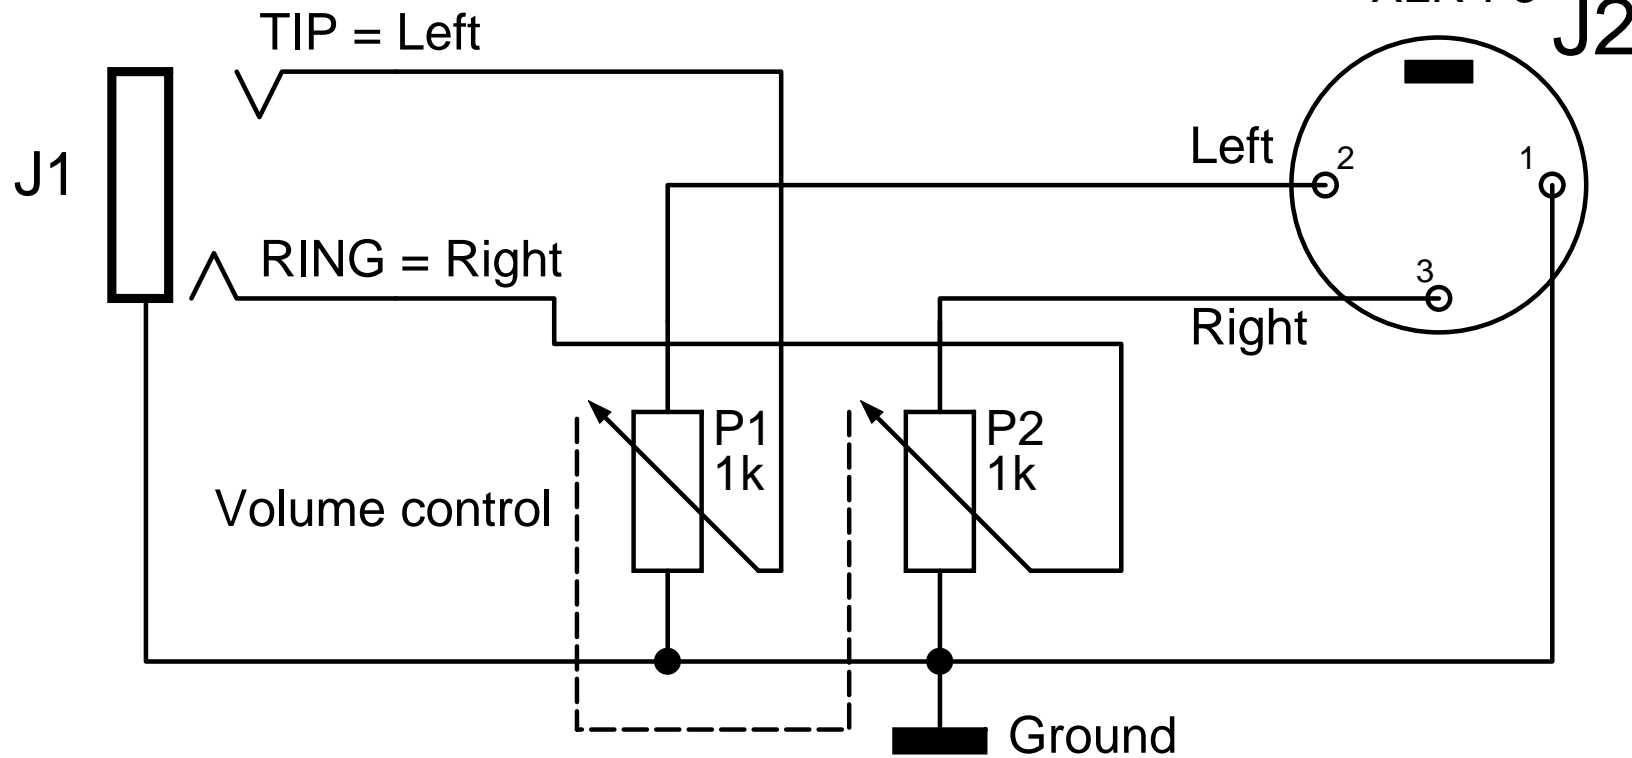 TIP = Left
J2
J1
Left
2
1
RING = Right
3
Right
P1
1k
P2
1k
Volume control
Ground